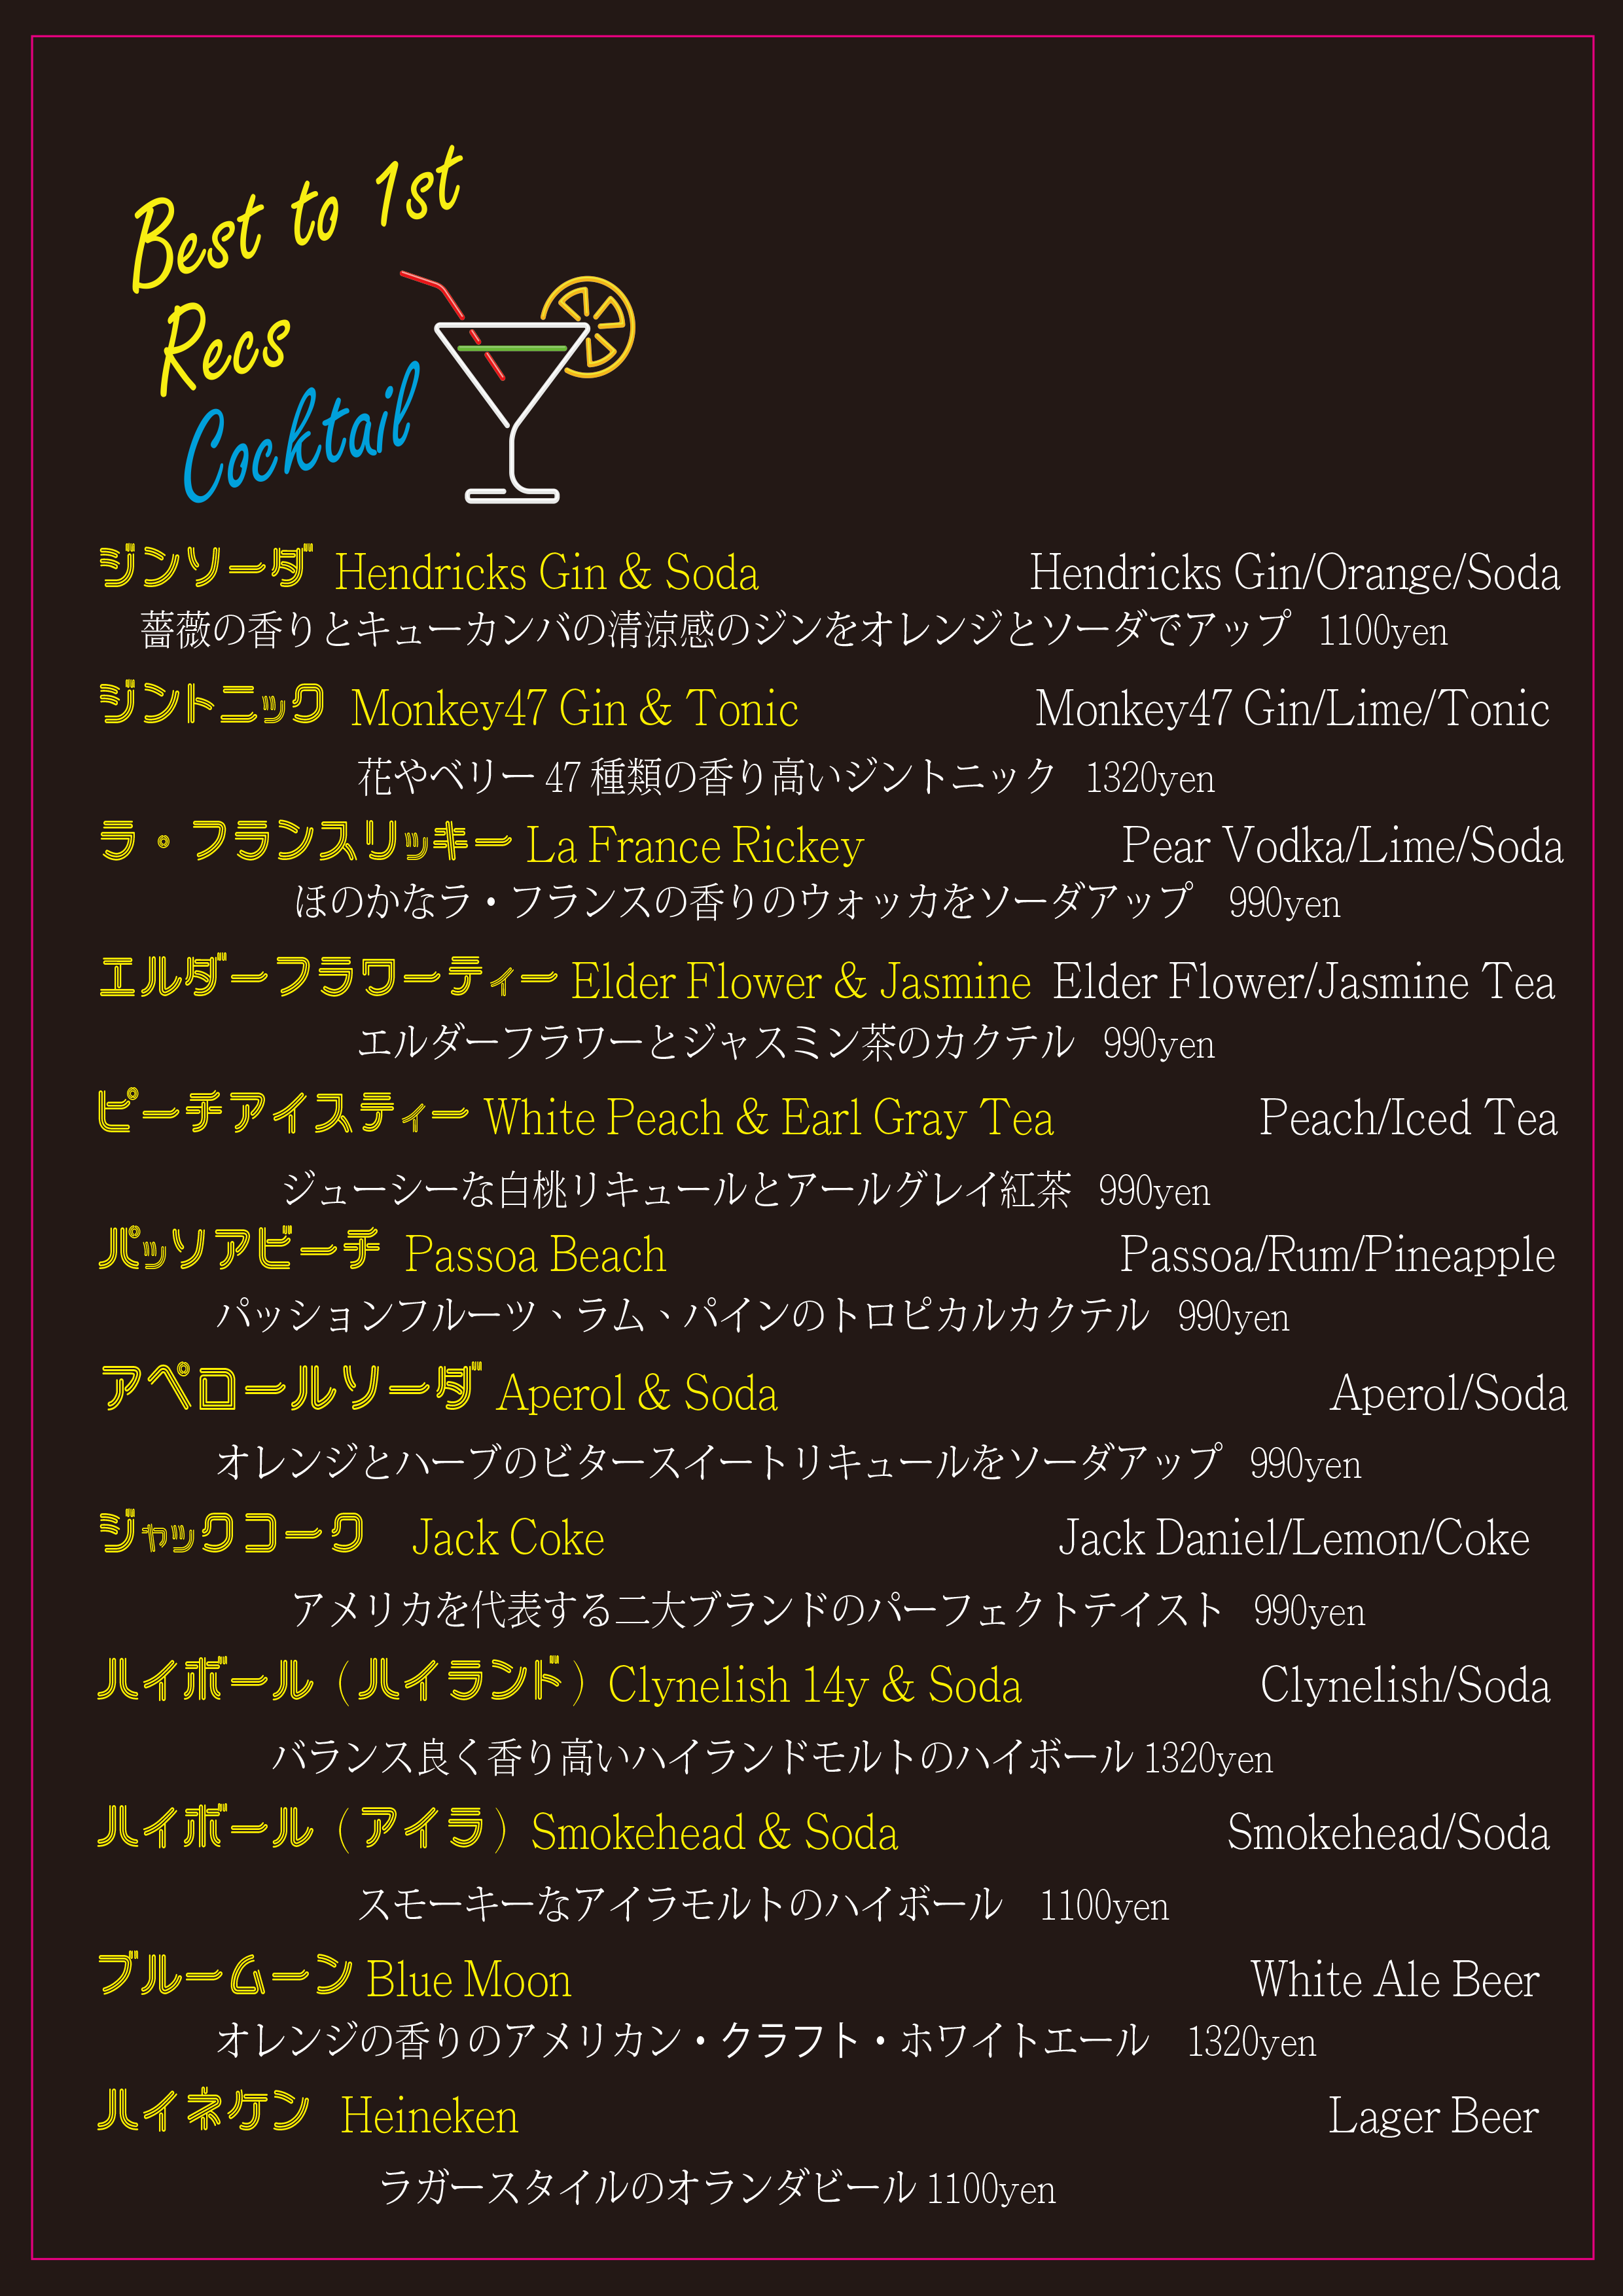 Best to 1st
Recs
Cocktail
ジンソーダ Hendricks Gin & Soda Hendricks Gin/Orange/Soda
薔薇の香りとキューカンバの清涼感のジンをオレンジとソーダでアップ 1100yen
ジントニック Monkey47 Gin & Tonic Monkey47 Gin/Lime/Tonic
花やベリー 47 種類の香り高いジントニック 1320yen
ラ・フランスリッキー La France Rickey Pear Vodka/Lime/Soda
ほのかなラ・フランスの香りのウォッカをソーダアップ 990yen
エルダーフラワーティー Elder Flower & Jasmine Elder Flower/Jasmine Tea
エルダーフラワーとジャスミン茶のカクテル 990yen
ピーチアイスティー White Peach & Earl Gray Tea Peach/Iced Tea
ジューシーな白桃リキュールとアールグレイ紅茶 990yen
パッソアビーチ Passoa Beach Passoa/Rum/Pineapple
パッションフルーツ、ラム、パインのトロピカルカクテル 990yen
アペロールソーダ Aperol & Soda Aperol/Soda
オレンジとハーブのビタースイートリキュールをソーダアップ 990yen
ジャックコーク Jack Coke Jack Daniel/Lemon/Coke
アメリカを代表する二大ブランドのパーフェクトテイスト 990yen
ハイボール（ハイランド）Clynelish 14y & Soda Clynelish/Soda
バランス良く香り高いハイランドモルトのハイボール 1320yen
ハイボール（アイラ）Smokehead & Soda Smokehead/Soda
スモーキーなアイラモルトのハイボール 1100yen
ブルームーン Blue Moon White Ale Beer
オレンジの香りのアメリカン・クラフト・ホワイトエール 1320yen
ハイネケン Heineken Lager Beer
ラガースタイルのオランダビール 1100yen